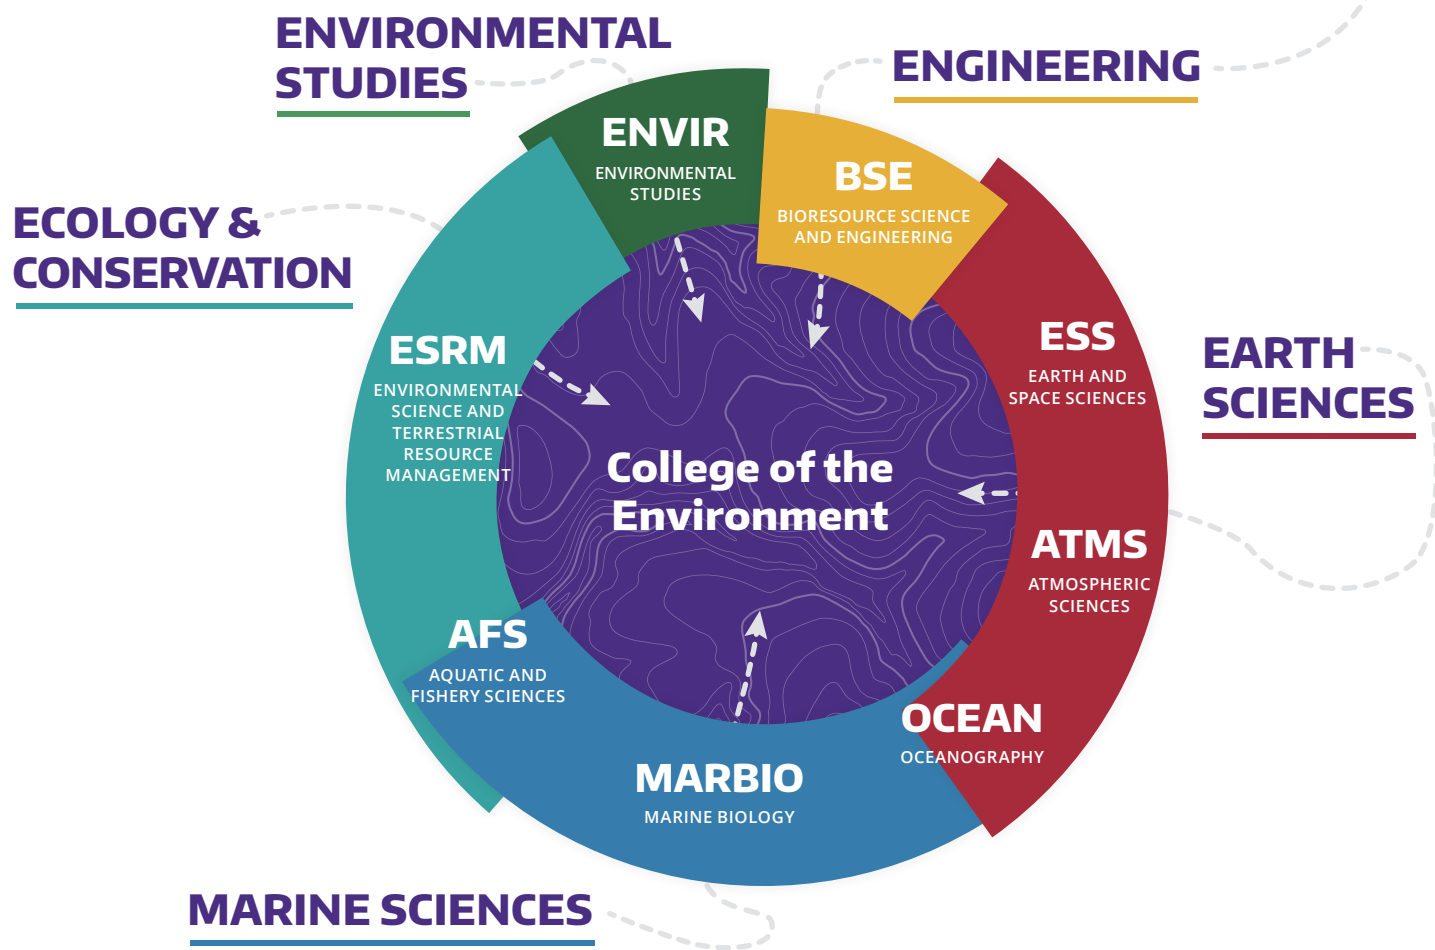 ENVIRONMENTAL
STUDIES
ENGINEERING
ENVIR
ENVIRONMENTAL
STUDIES
BSE
BIORESOURCE SCIENCE
AND ENGINEERING
ECOLOGY &
CONSERVATION
ESRM
ENVIRONMENTAL
SCIENCE AND
TERRESTRIAL
RESOURCE
MANAGEMENT
ESS
EARTH AND
SPACE SCIENCES
EARTH
SCIENCES
College of the
Environment
ATMS
ATMOSPHERIC
SCIENCES
AFS
AQUATIC AND
FISHERY SCIENCES
OCEAN
OCEANOGRAPHY
MARBIO
MARINE BIOLOGY
MARINE SCIENCES